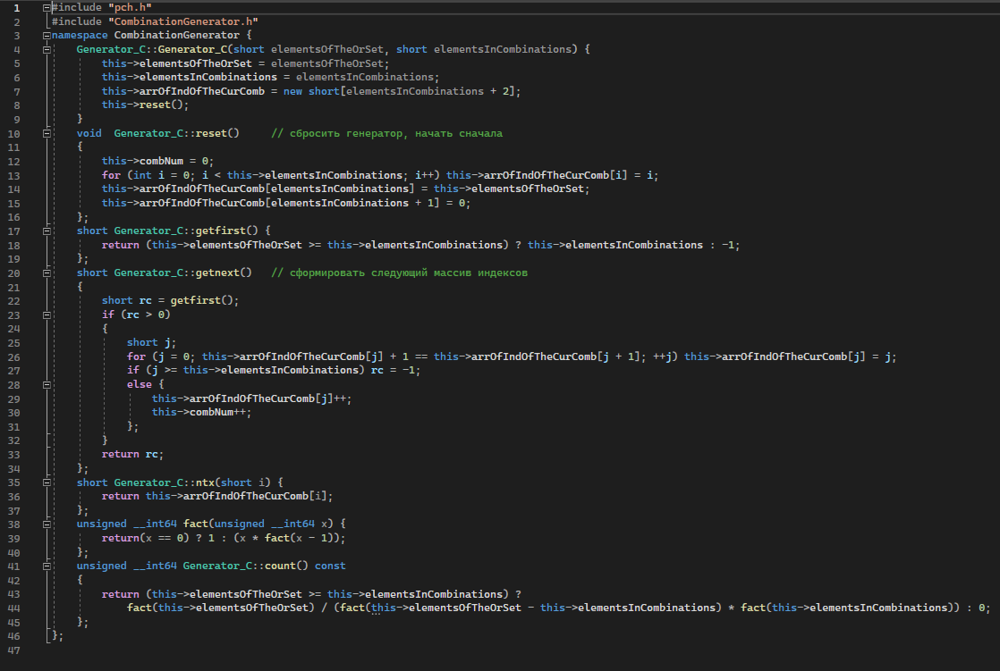 1 #include "pch.h"
2 #include "CombinationGenerator.h"
3 namespace CombinationGenerator {
4 Generator_C::Generator_C(short elementsOfTheOrSet, short elementsInCombinations) {
5 this->elementsOfTheOrSet = elementsOfTheOrSet;
6 this->elementsInCombinations = elementsInCombinations;
7 this->arrOfIndOfTheCurComb = new short[elementsInCombinations + 2];
8 this->reset();
9 }
10 void  Generator_C::reset()     // сбросить генератор, начать сначала
11 {
12 this->combNum = 0;
13 for (int i = 0; i < this->elementsInCombinations; i++) this->arrOfIndOfTheCurComb[i] = i;
14 this->arrOfIndOfTheCurComb[elementsInCombinations] = this->elementsOfTheOrSet;
15 this->arrOfIndOfTheCurComb[elementsInCombinations + 1] = 0;
16 };
17 short Generator_C::getfirst() {
18 return (this->elementsOfTheOrSet >= this->elementsInCombinations) ? this->elementsInCombinations : -1;
19 };
20 short Generator_C::getnext()   // сформировать следующий массив индексов
21 {
22 short rc = getfirst();
23 if (rc > 0)
24 {
25 short j;
26 for (j = 0; this->arrOfIndOfTheCurComb[j] + 1 == this->arrOfIndOfTheCurComb[j + 1]; ++j) this->arrOfIndOfTheCurComb[j] = j;
27 if (j >= this->elementsInCombinations) rc = -1;
28 else {
29 this->arrOfIndOfTheCurComb[j]++;
30 this->combNum++;
31 };
32 }
33 return rc;
34 };
35 short Generator_C::ntx(short i) {
36 return this->arrOfIndOfTheCurComb[i];
37 };
38 unsigned __int64 fact(unsigned __int64 x) {
39 return(x == 0) ? 1 : (x * fact(x - 1));
40 };
41 unsigned __int64 Generator_C::count() const
42 {
43 return (this->elementsOfTheOrSet >= this->elementsInCombinations) ?
44 fact(this->elementsOfTheOrSet) / (fact(this->elementsOfTheOrSet - this->elementsInCombinations) * fact(this->elementsInCombinations)) : 0;
45 };
46 };
47